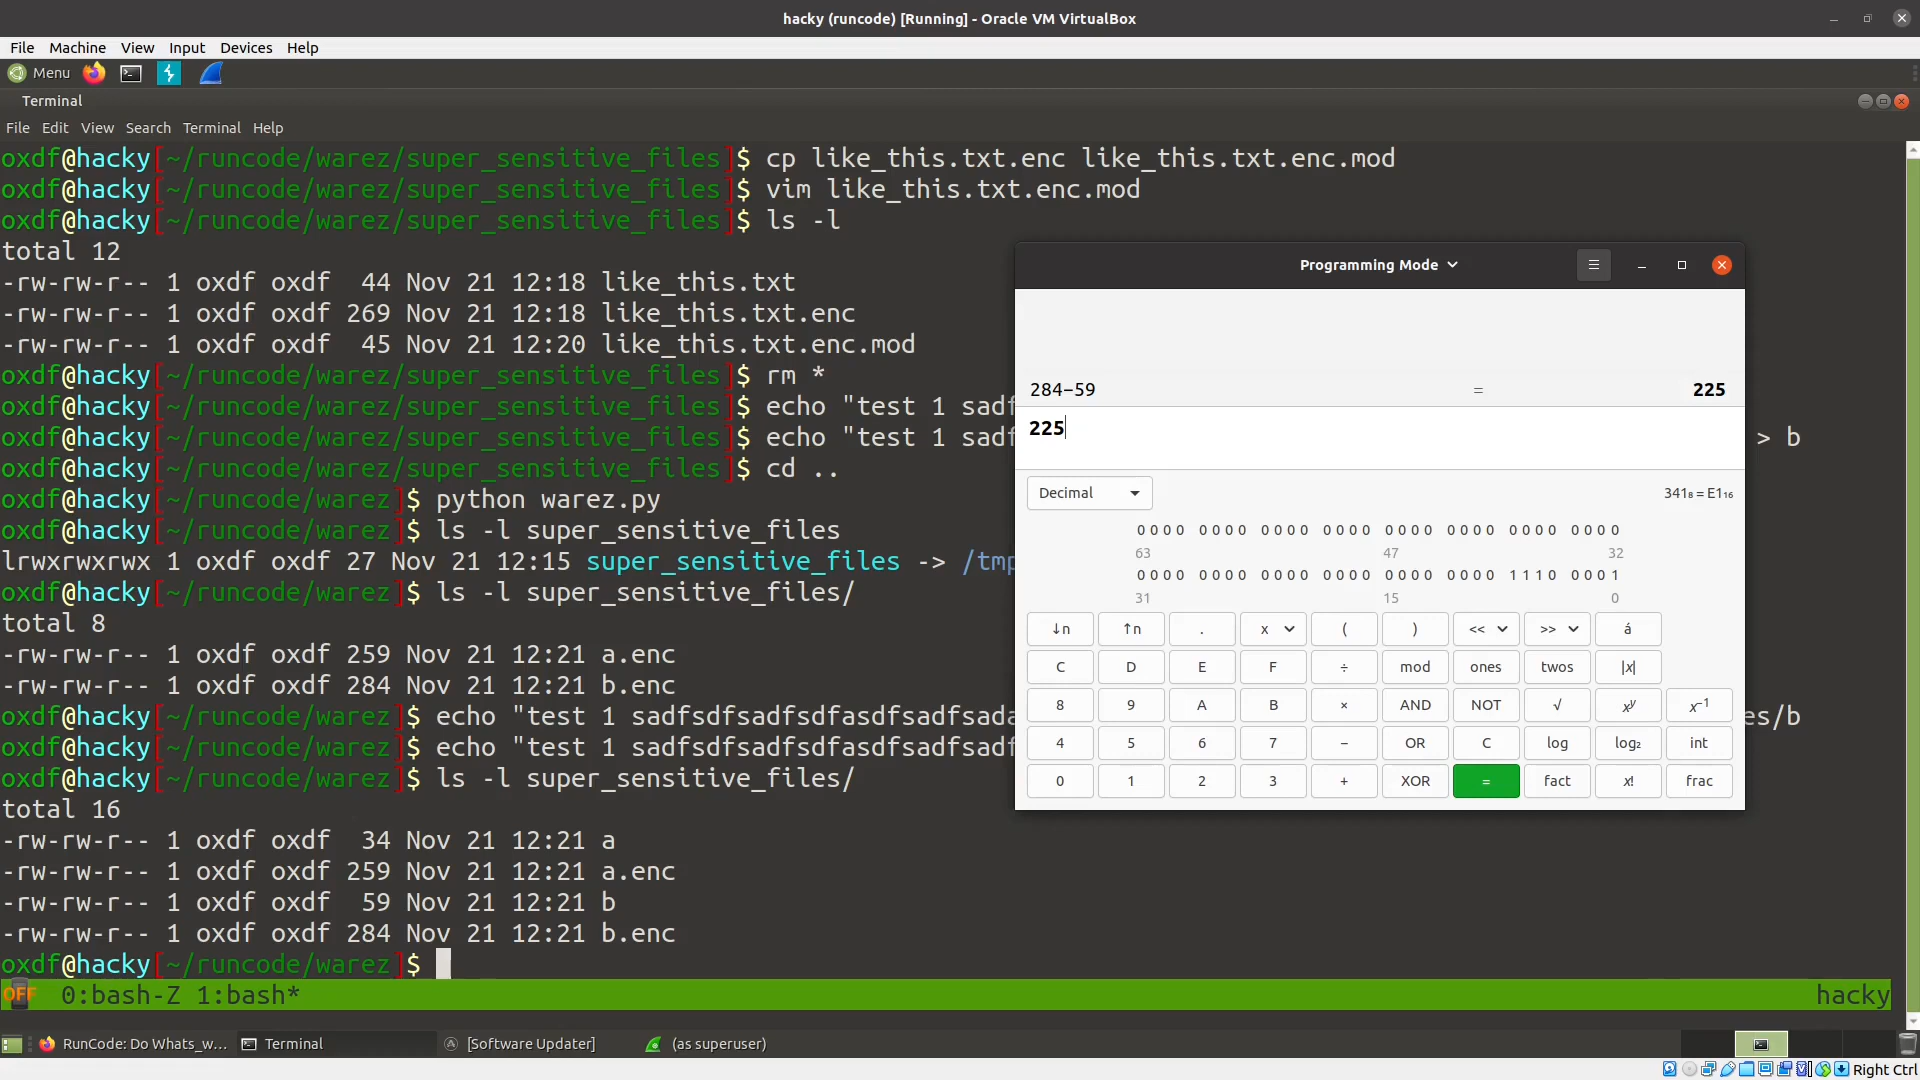 hacky (runcode) [Running] - Oracle VM VirtualBox
File Machine View Input Devices Help
Menu
Terminal
File Edit View Search Terminal Help
oxdf@hacky[~/runcode/warez/super_sensitive_files]$ cp like_this.txt.enc like_this.txt.enc.mod
oxdf@hacky[~/runcode/warez/super_sensitive_files]$ vim like_this.txt.enc.mod
oxdf@hacky[~/runcode/warez/super_sensitive_files]$ ls -l
total 12
-rw-rw-r-- 1 oxdf oxdf  44 Nov 21 12:18 like_this.txt
-rw-rw-r-- 1 oxdf oxdf 269 Nov 21 12:18 like_this.txt.enc
-rw-rw-r-- 1 oxdf oxdf  45 Nov 21 12:20 like_this.txt.enc.mod
oxdf@hacky[~/runcode/warez/super_sensitive_files]$ rm *
oxdf@hacky[~/runcode/warez/super_sensitive_files]$ echo "test 1 sadf
oxdf@hacky[~/runcode/warez/super_sensitive_files]$ echo "test 1 sadf > b
oxdf@hacky[~/runcode/warez/super_sensitive_files]$ cd ..
oxdf@hacky[~/runcode/warez]$ python warez.py
oxdf@hacky[~/runcode/warez]$ ls -l super_sensitive_files
lrwxrwxrwx 1 oxdf oxdf 27 Nov 21 12:15 super_sensitive_files -> /tmp
oxdf@hacky[~/runcode/warez]$ ls -l super_sensitive_files/
total 8
-rw-rw-r-- 1 oxdf oxdf 259 Nov 21 12:21 a.enc
-rw-rw-r-- 1 oxdf oxdf 284 Nov 21 12:21 b.enc
oxdf@hacky[~/runcode/warez]$ echo "test 1 sadfsdfsadfsdfasdfsadfsada es/b
oxdf@hacky[~/runcode/warez]$ echo "test 1 sadfsdfsadfsdfasdfsadfsadf
oxdf@hacky[~/runcode/warez]$ ls -l super_sensitive_files/
total 16
-rw-rw-r-- 1 oxdf oxdf  34 Nov 21 12:21 a
-rw-rw-r-- 1 oxdf oxdf 259 Nov 21 12:21 a.enc
-rw-rw-r-- 1 oxdf oxdf  59 Nov 21 12:21 b
-rw-rw-r-- 1 oxdf oxdf 284 Nov 21 12:21 b.enc
oxdf@hacky[~/runcode/warez]$
OFF 0:bash-Z 1:bash* hacky
Programming Mode
284−59 = 225
225
Decimal 341₈ = E1₁₆
0000 0000 0000 0000 0000 0000 0000 0000
63 47 32
0000 0000 0000 0000 0000 0000 1110 0001
31 15 0
↓n ↑n . x ( ) << >> á
C D E F ÷ mod ones twos |x|
8 9 A B × AND NOT √ xʸ x⁻¹
4 5 6 7 − OR C log log₂ int
0 1 2 3 + XOR = fact x! frac
RunCode: Do Whats_w... Terminal [Software Updater] (as superuser)
Right Ctrl